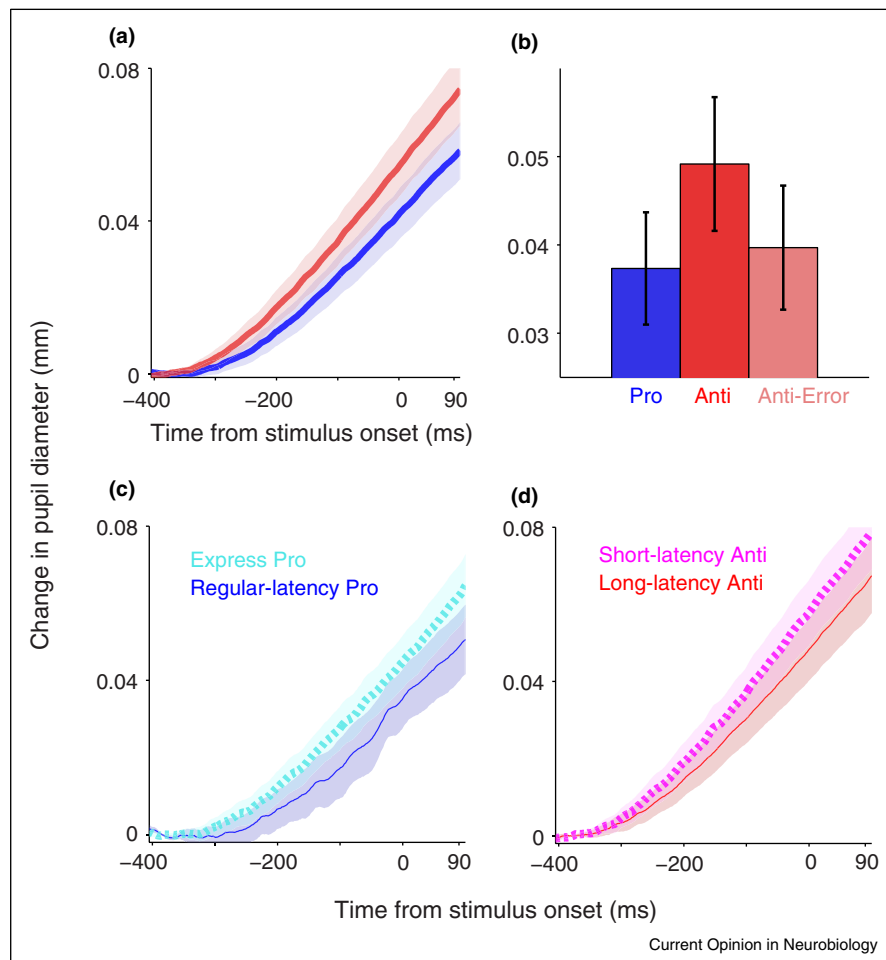 (a)
0.08
0.04
0
−400
−200
0
90
Time from stimulus onset (ms)
(b)
0.05
0.04
0.03
Pro
Anti
Anti-Error
Change in pupil diameter (mm)
(c)
0.08
Express Pro
Regular-latency Pro
0.04
0
−400
−200
0
90
(d)
0.08
Short-latency Anti
Long-latency Anti
0.04
0
−400
−200
0
90
Time from stimulus onset (ms)
Current Opinion in Neurobiology